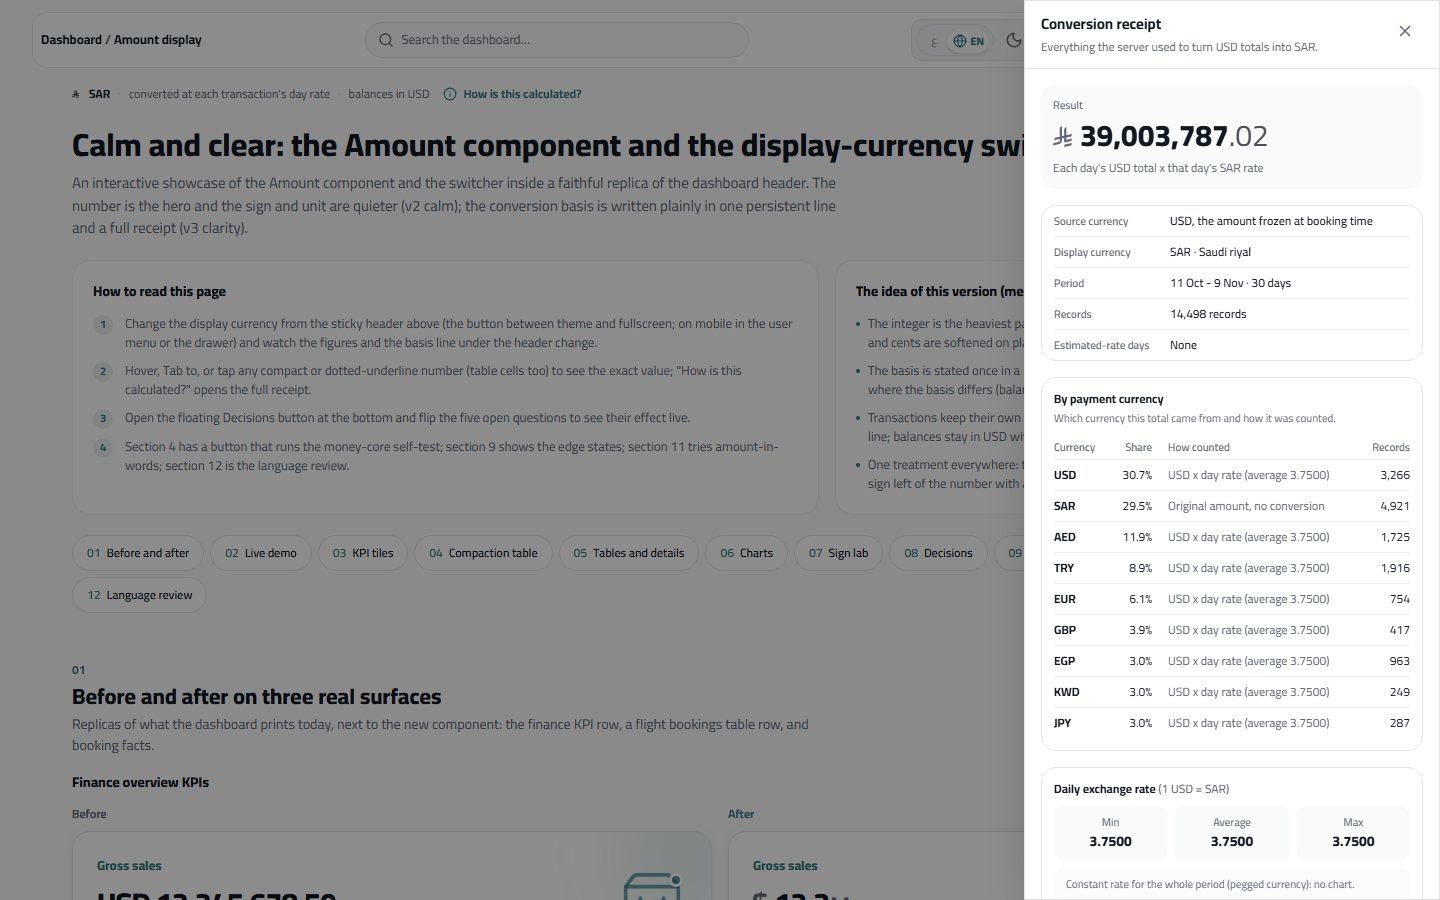 Dashboard / Amount display
Search the dashboard...
ع
EN
SAR · converted at each transaction's day rate · balances in USD How is this calculated?
Calm and clear: the Amount component and the display-currency swi
An interactive showcase of the Amount component and the switcher inside a faithful replica of the dashboard header. The
number is the hero and the sign and unit are quieter (v2 calm); the conversion basis is written plainly in one persistent line
and a full receipt (v3 clarity).
How to read this page
1 Change the display currency from the sticky header above (the button between theme and fullscreen; on mobile in the user
menu or the drawer) and watch the figures and the basis line under the header change.
2 Hover, Tab to, or tap any compact or dotted-underline number (table cells too) to see the exact value; "How is this
calculated?" opens the full receipt.
3 Open the floating Decisions button at the bottom and flip the five open questions to see their effect live.
4 Section 4 has a button that runs the money-core self-test; section 9 shows the edge states; section 11 tries amount-in-
words; section 12 is the language review.
The idea of this version (me
• The integer is the heaviest pa
and cents are softened on pl
• The basis is stated once in a
where the basis differs (balan
• Transactions keep their own
line; balances stay in USD wi
• One treatment everywhere: t
sign left of the number with a
01 Before and after
02 Live demo
03 KPI tiles
04 Compaction table
05 Tables and details
06 Charts
07 Sign lab
08 Decisions
09
12 Language review
01
Before and after on three real surfaces
Replicas of what the dashboard prints today, next to the new component: the finance KPI row, a flight bookings table row, and
booking facts.
Finance overview KPIs
Before
After
Gross sales
USD 12,345,678.50
Gross sales
Conversion receipt
Everything the server used to turn USD totals into SAR.
Result
39,003,787.02
Each day's USD total x that day's SAR rate
Source currency USD, the amount frozen at booking time
Display currency SAR · Saudi riyal
Period 11 Oct - 9 Nov · 30 days
Records 14,498 records
Estimated-rate days None
By payment currency
Which currency this total came from and how it was counted.
Currency Share How counted Records
USD 30.7% USD x day rate (average 3.7500) 3,266
SAR 29.5% Original amount, no conversion 4,921
AED 11.9% USD x day rate (average 3.7500) 1,725
TRY 8.9% USD x day rate (average 3.7500) 1,916
EUR 6.1% USD x day rate (average 3.7500) 754
GBP 3.9% USD x day rate (average 3.7500) 417
EGP 3.0% USD x day rate (average 3.7500) 963
KWD 3.0% USD x day rate (average 3.7500) 249
JPY 3.0% USD x day rate (average 3.7500) 287
Daily exchange rate (1 USD = SAR)
Min Average Max
3.7500 3.7500 3.7500
Constant rate for the whole period (pegged currency): no chart.